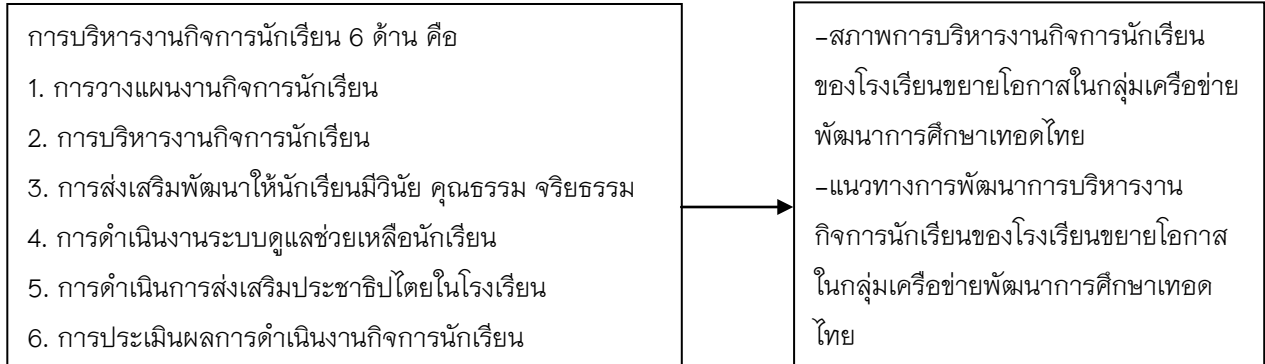 การบริหารงานกิจการนักเรียน 6 ด้าน คือ
1. การวางแผนงานกิจการนักเรียน
2. การบริหารงานกิจการนักเรียน
3. การส่งเสริมพัฒนาให้นักเรียนมีวินัย คุณธรรม จริยธรรม
4. การดำเนินงานระบบดูแลช่วยเหลือนักเรียน
5. การดำเนินการส่งเสริมประชาธิปไตยในโรงเรียน
6. การประเมินผลการดำเนินงานกิจการนักเรียน
-สภาพการบริหารงานกิจการนักเรียน
ของโรงเรียนขยายโอกาสในกลุ่มเครือข่าย
พัฒนาการศึกษาเทอดไทย
-แนวทางการพัฒนาการบริหารงาน
กิจการนักเรียนของโรงเรียนขยายโอกาส
ในกลุ่มเครือข่ายพัฒนาการศึกษาเทอด
ไทย